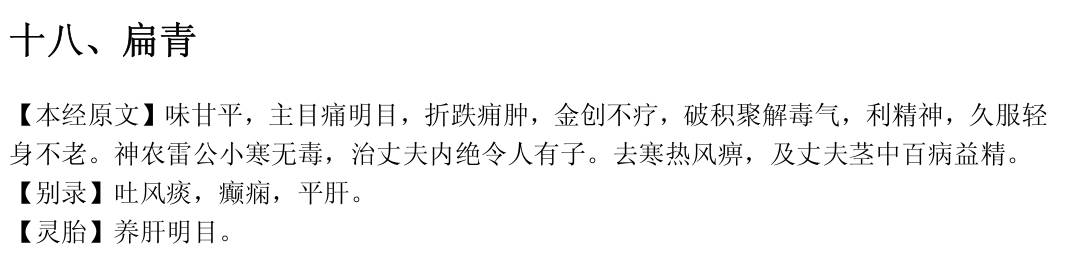 十八、扁青
【本经原文】味甘平，主目痛明目，折跌痈肿，金创不疗，破积聚解毒气，利精神，久服轻
身不老。神农雷公小寒无毒，治丈夫内绝令人有子。去寒热风痹，及丈夫茎中百病益精。
【别录】吐风痰，癫痫，平肝。
【灵胎】养肝明目。